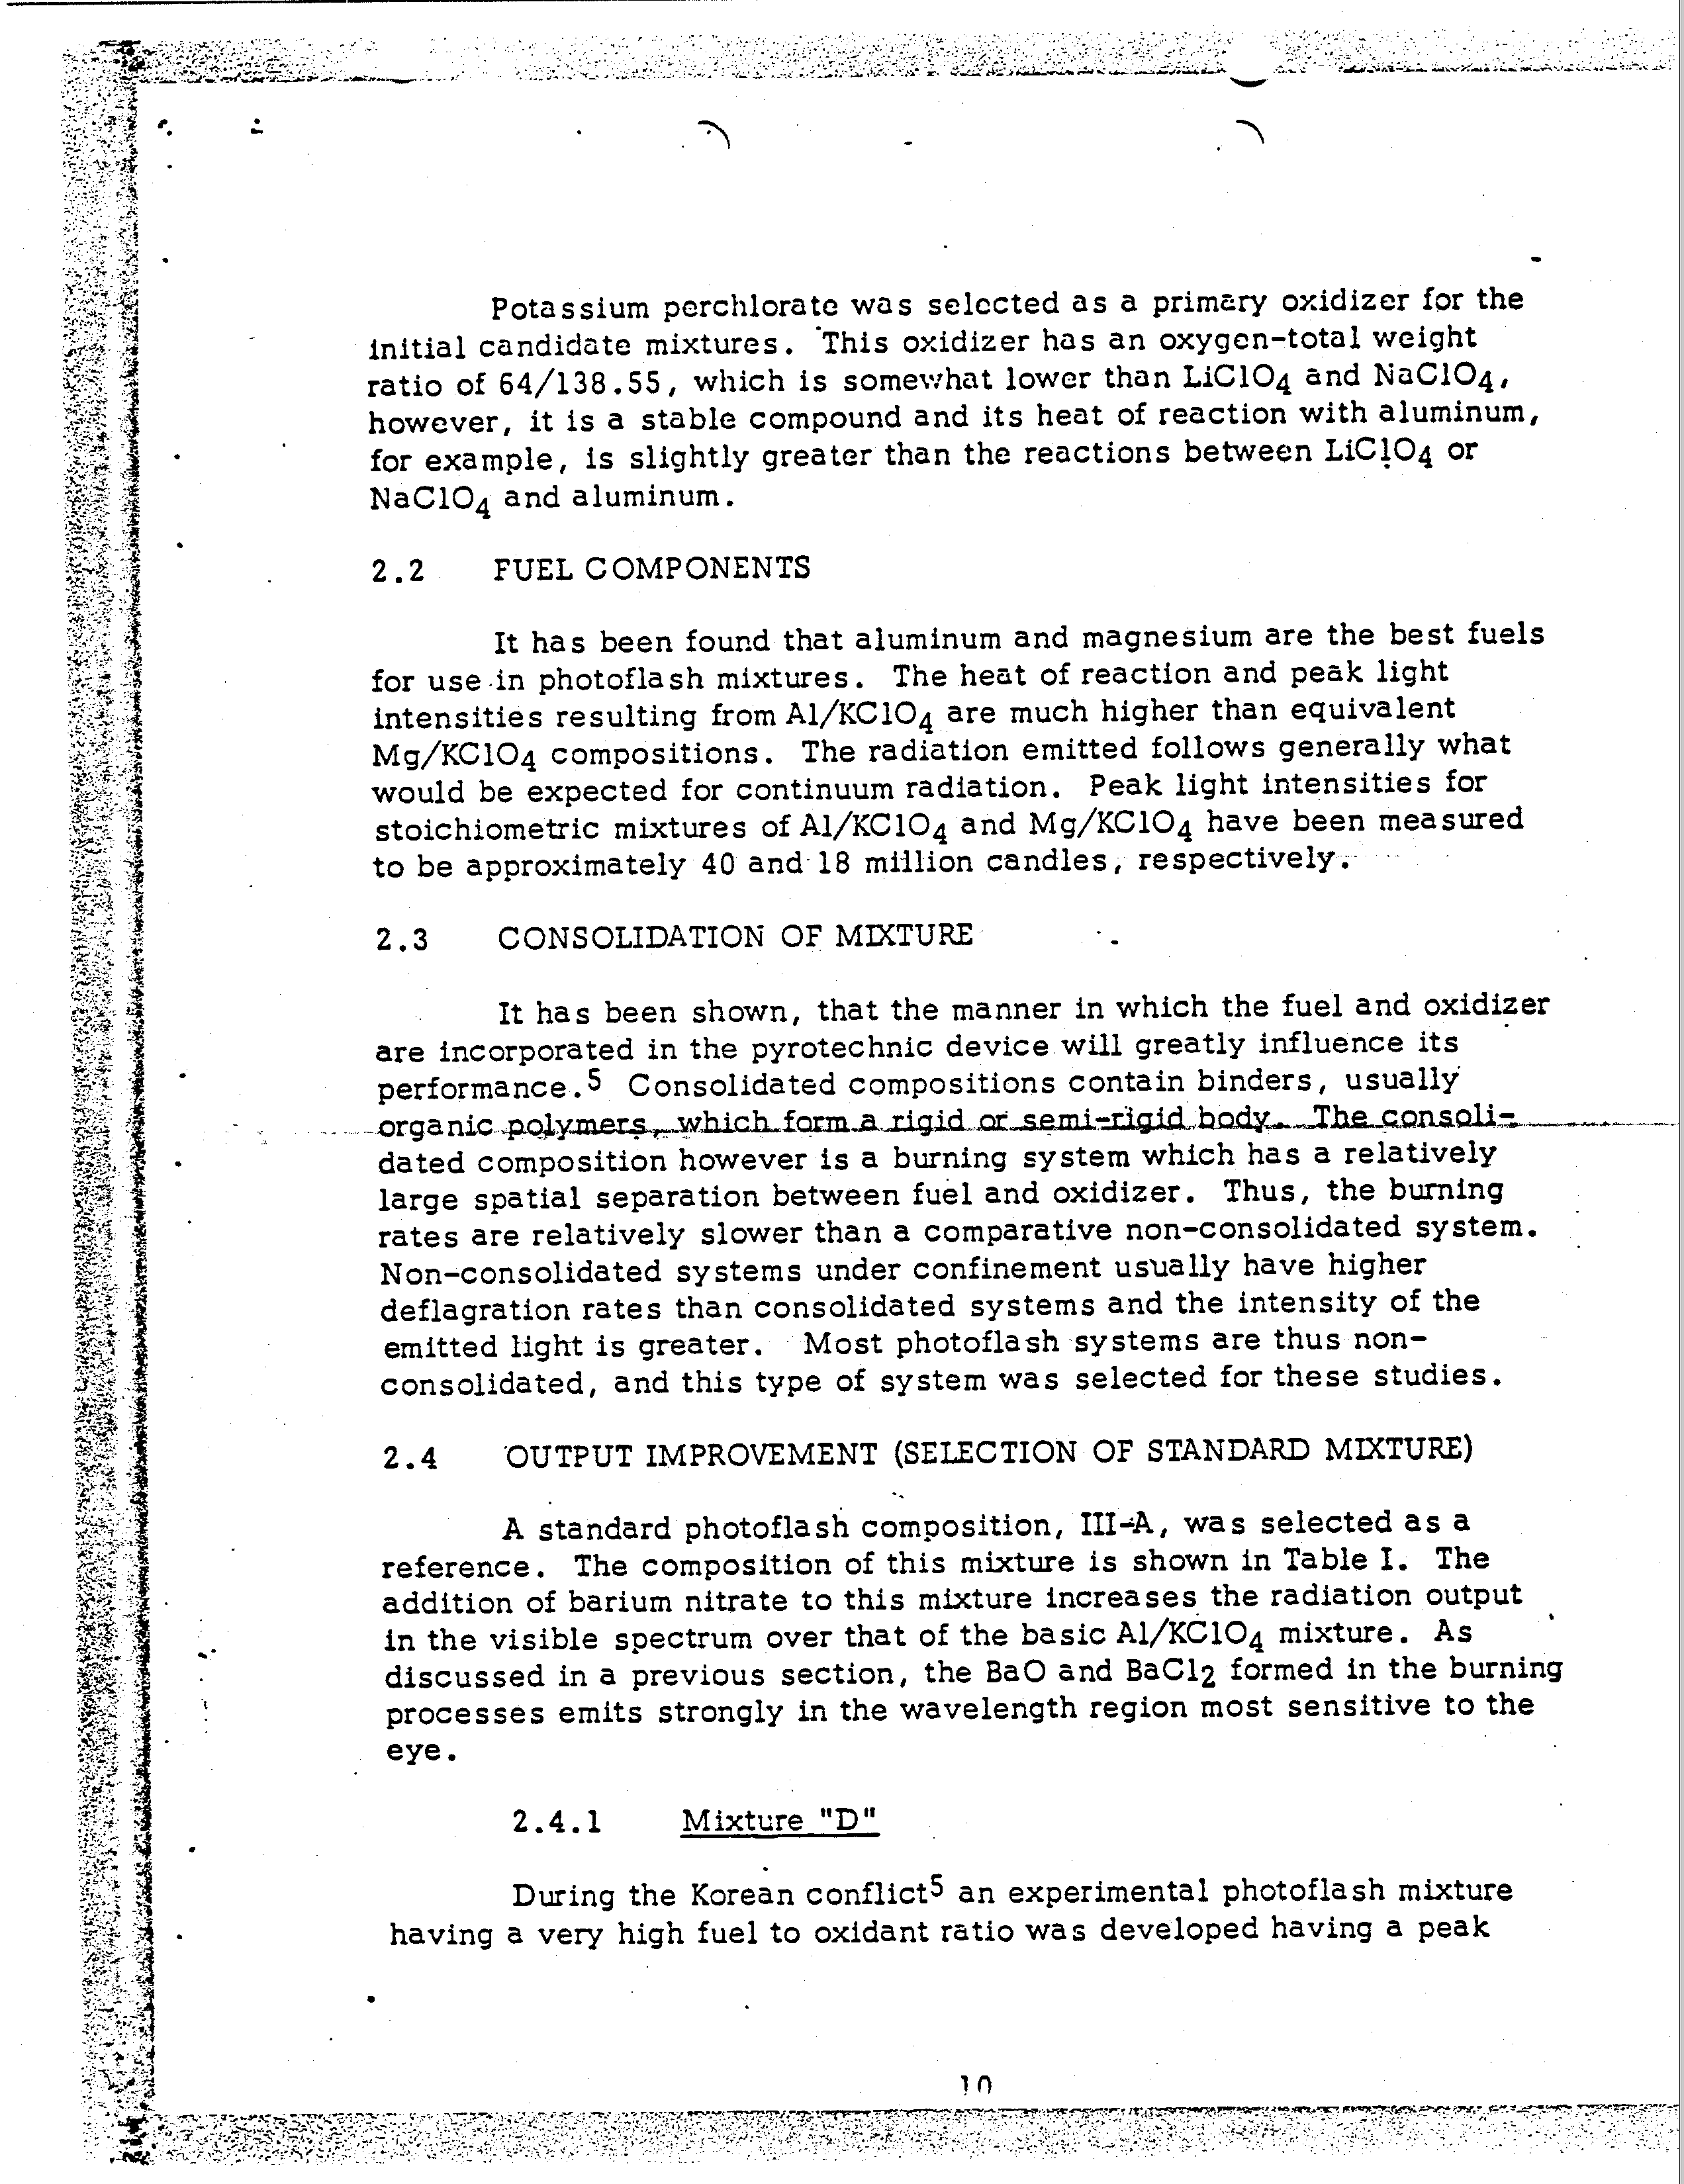 Potassium perchlorate was selected as a primary oxidizer for the
initial candidate mixtures. This oxidizer has an oxygen-total weight
ratio of 64/138.55, which is somewhat lower than LiClO4 and NaClO4,
however, it is a stable compound and its heat of reaction with aluminum,
for example, is slightly greater than the reactions between LiClO4 or
NaClO4 and aluminum.
2.2 FUEL COMPONENTS
It has been found that aluminum and magnesium are the best fuels
for use in photoflash mixtures. The heat of reaction and peak light
intensities resulting from Al/KClO4 are much higher than equivalent
Mg/KClO4 compositions. The radiation emitted follows generally what
would be expected for continuum radiation. Peak light intensities for
stoichiometric mixtures of Al/KClO4 and Mg/KClO4 have been measured
to be approximately 40 and 18 million candles, respectively.
2.3 CONSOLIDATION OF MIXTURE
It has been shown, that the manner in which the fuel and oxidizer
are incorporated in the pyrotechnic device will greatly influence its
performance.5 Consolidated compositions contain binders, usually
organic polymers, which form a rigid or semi-rigid body. The consoli-
dated composition however is a burning system which has a relatively
large spatial separation between fuel and oxidizer. Thus, the burning
rates are relatively slower than a comparative non-consolidated system.
Non-consolidated systems under confinement usually have higher
deflagration rates than consolidated systems and the intensity of the
emitted light is greater. Most photoflash systems are thus non-
consolidated, and this type of system was selected for these studies.
2.4 OUTPUT IMPROVEMENT (SELECTION OF STANDARD MIXTURE)
A standard photoflash composition, III-A, was selected as a
reference. The composition of this mixture is shown in Table I. The
addition of barium nitrate to this mixture increases the radiation output
in the visible spectrum over that of the basic Al/KClO4 mixture. As
discussed in a previous section, the BaO and BaCl2 formed in the burning
processes emits strongly in the wavelength region most sensitive to the
eye.
2.4.1 Mixture "D"
During the Korean conflict5 an experimental photoflash mixture
having a very high fuel to oxidant ratio was developed having a peak
10